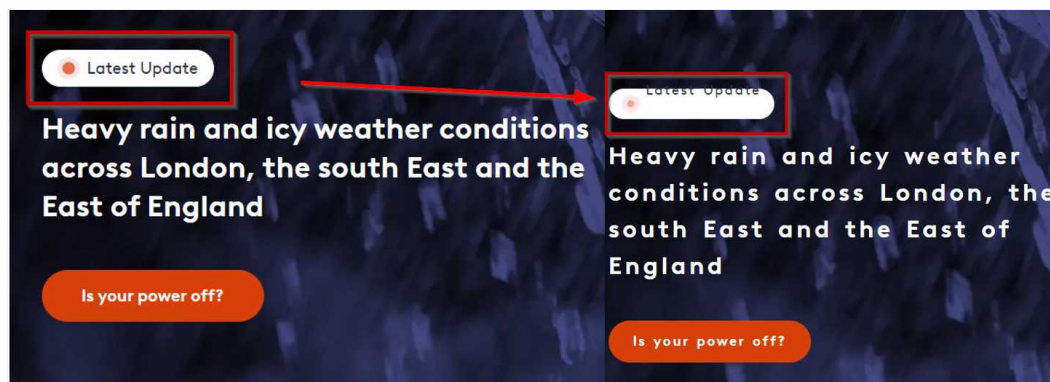 Latest Update
Heavy rain and icy weather conditions
across London, the south East and the
East of England
Is your power off?
Latest Update
Heavy rain and icy weather
conditions across London, the
south East and the East of
England
Is your power off?